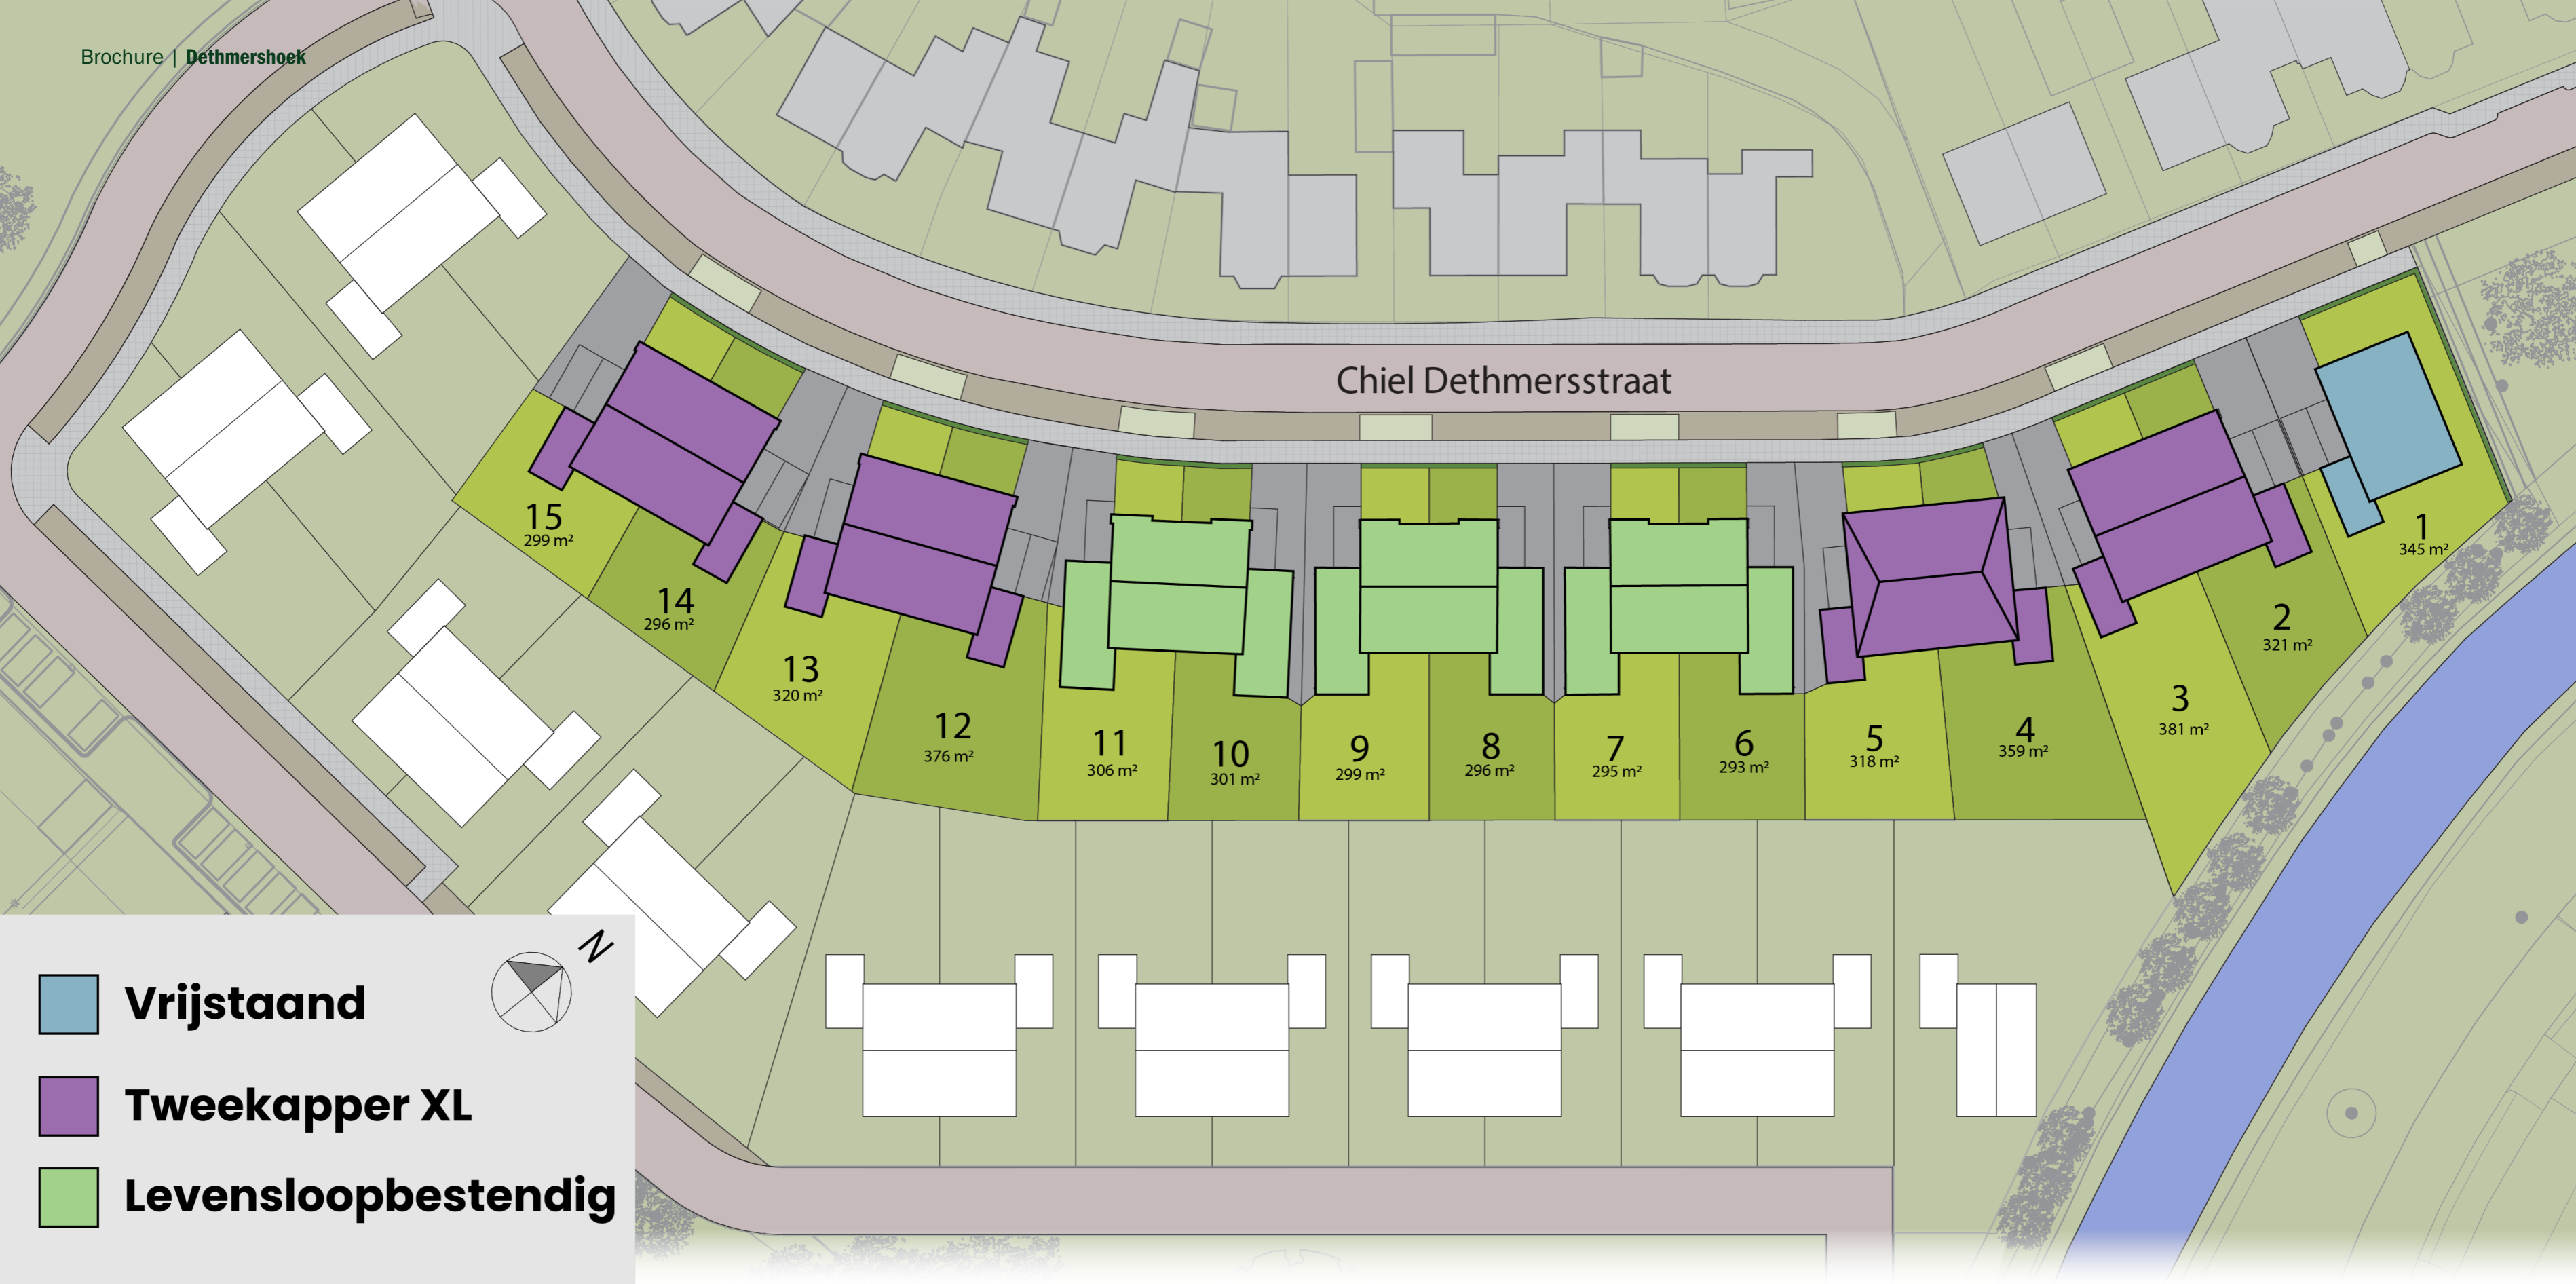 Brochure | Dethmershoek
Chiel Dethmersstraat
15
299 m²
14
296 m²
13
320 m²
12
376 m²
11
306 m²
10
301 m²
9
299 m²
8
296 m²
7
295 m²
6
293 m²
5
318 m²
4
359 m²
3
381 m²
2
321 m²
1
345 m²
N
Vrijstaand
Tweekapper XL
Levensloopbestendig